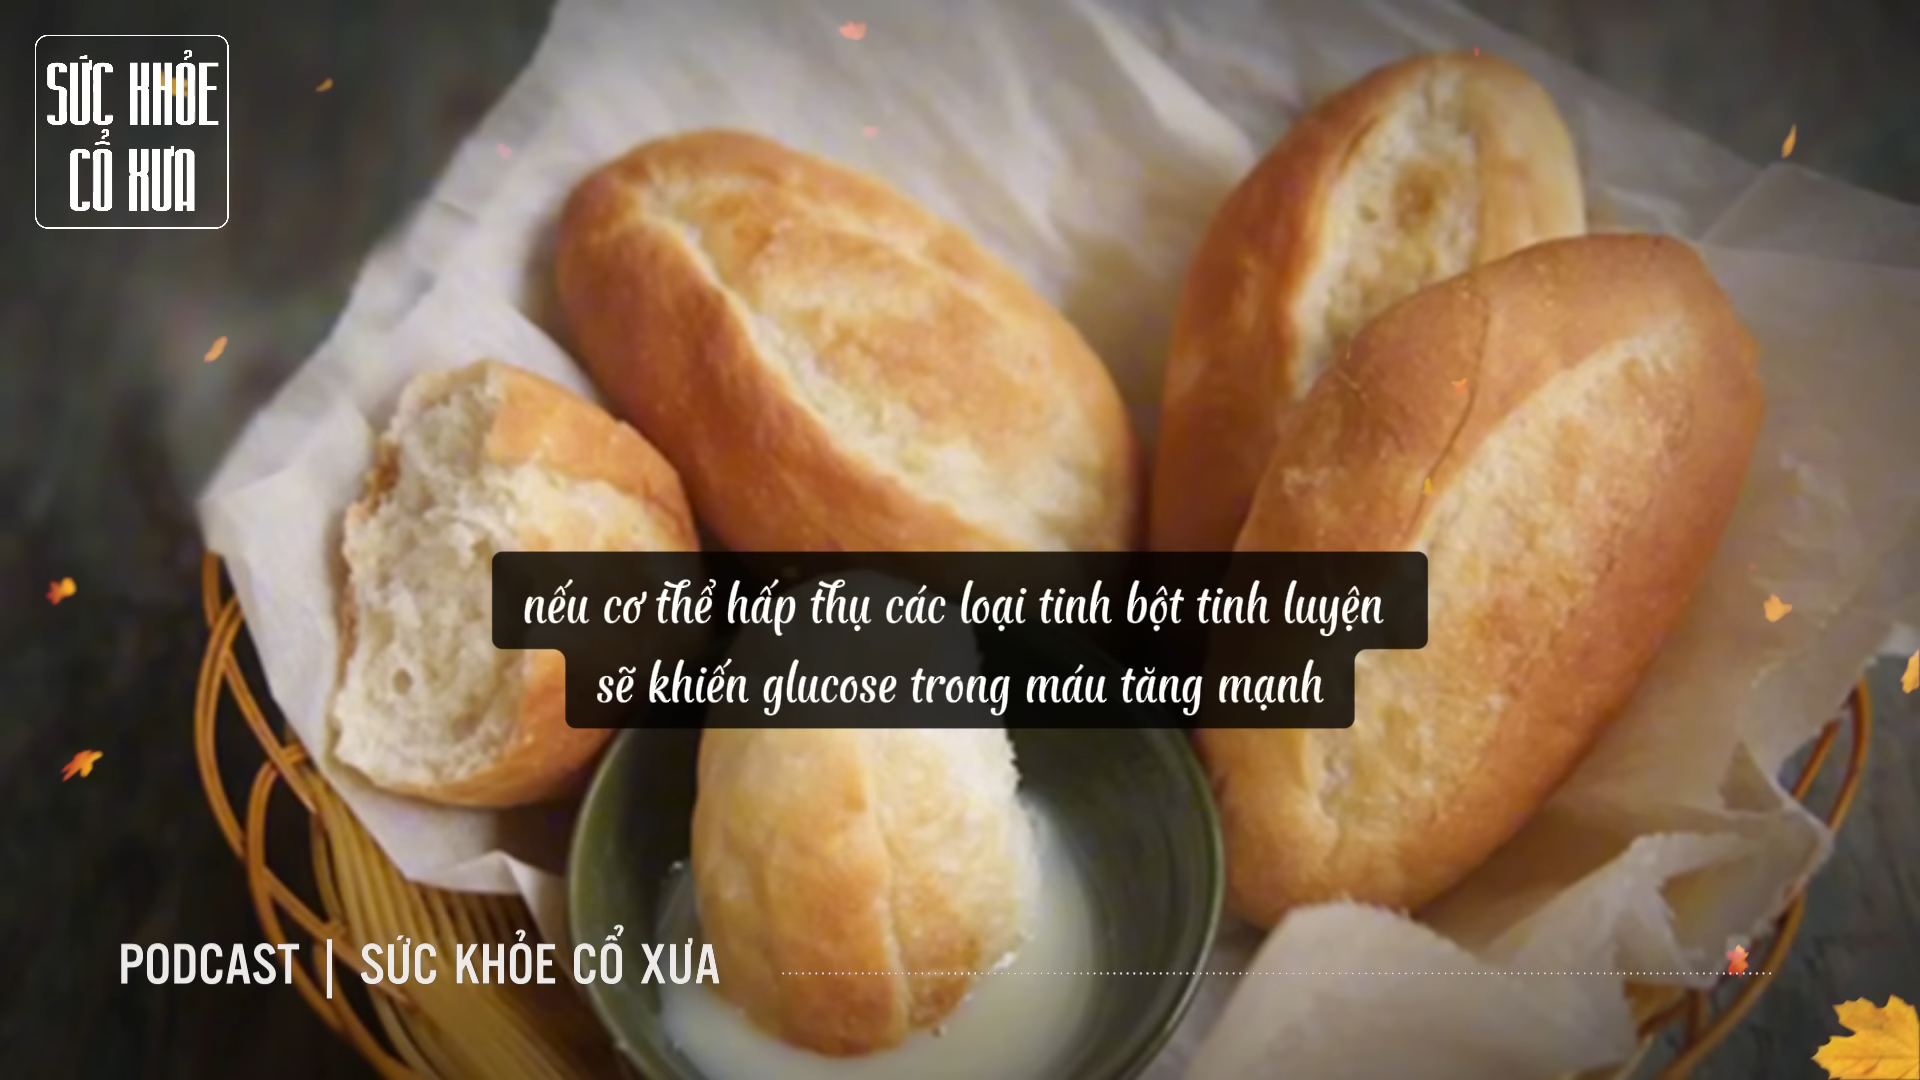 SỨC KHỎE
CỔ XƯA
nếu cơ thể hấp thụ các loại tinh bột tinh luyện
sẽ khiến glucose trong máu tăng mạnh
PODCAST | SỨC KHỎE CỔ XƯA